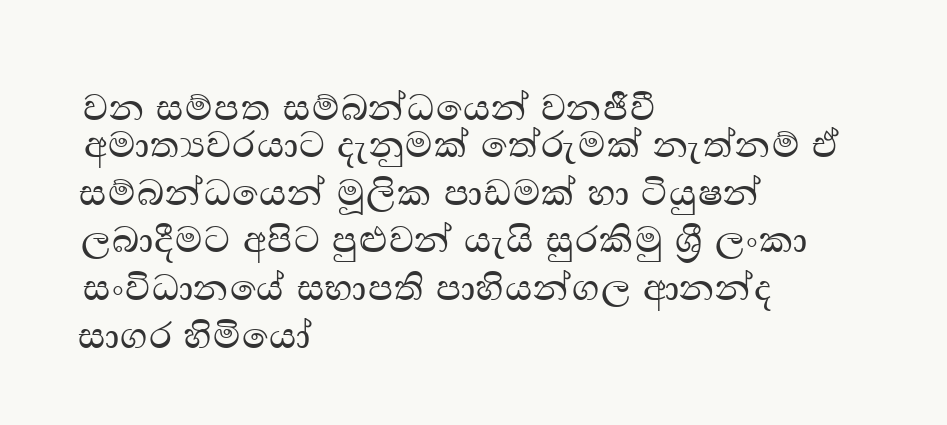 වන සම්පත සම්බන්ධයෙන් වනජීවී
අමාත්‍යවරයාට දැනුමක් තේරුමක් නැත්නම් ඒ
සම්බන්ධයෙන් මූලික පාඩමක් හා ටියුෂන්
ලබාදීමට අපිට පුළුවන් යැයි සුරකිමු ශ්‍රී ලංකා
සංවිධානයේ සභාපති පාහියන්ගල ආනන්ද
සාගර හිමියෝ